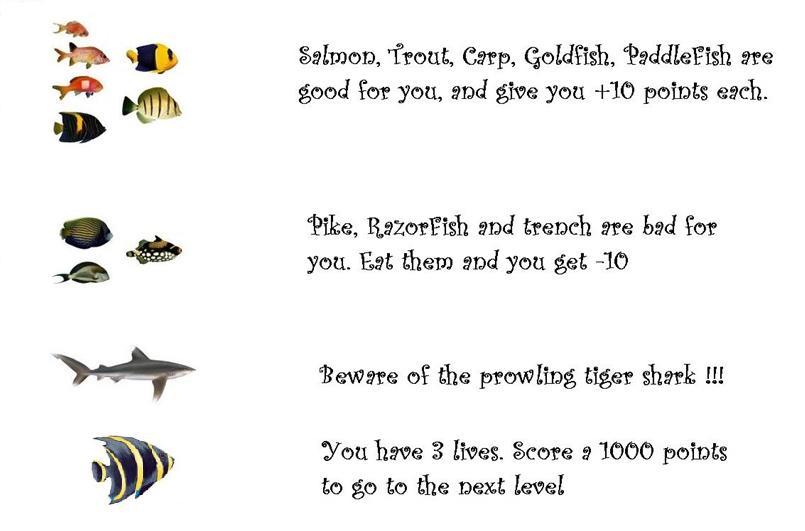 Salmon, Trout, Carp, Goldfish, PaddleFish are
good for you, and give you +10 points each.
Pike, RazorFish and trench are bad for
you. Eat them and you get -10
Beware of the prowling tiger shark !!!
You have 3 lives. Score a 1000 points
to go to the next level